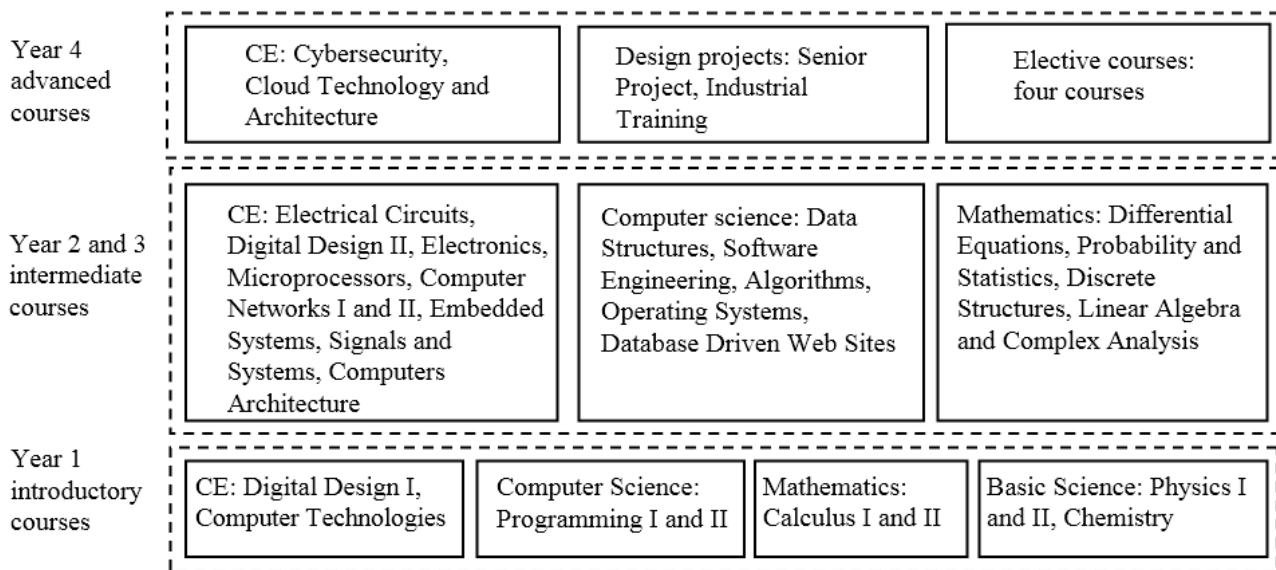 Year 4
advanced
courses
CE: Cybersecurity,
Cloud Technology and
Architecture
Design projects: Senior
Project, Industrial
Training
Elective courses:
four courses
Year 2 and 3
intermediate
courses
CE: Electrical Circuits,
Digital Design II, Electronics,
Microprocessors, Computer
Networks I and II, Embedded
Systems, Signals and
Systems, Computers
Architecture
Computer science: Data
Structures, Software
Engineering, Algorithms,
Operating Systems,
Database Driven Web Sites
Mathematics: Differential
Equations, Probability and
Statistics, Discrete
Structures, Linear Algebra
and Complex Analysis
Year 1
introductory
courses
CE: Digital Design I,
Computer Technologies
Computer Science:
Programming I and II
Mathematics:
Calculus I and II
Basic Science: Physics I
and II, Chemistry